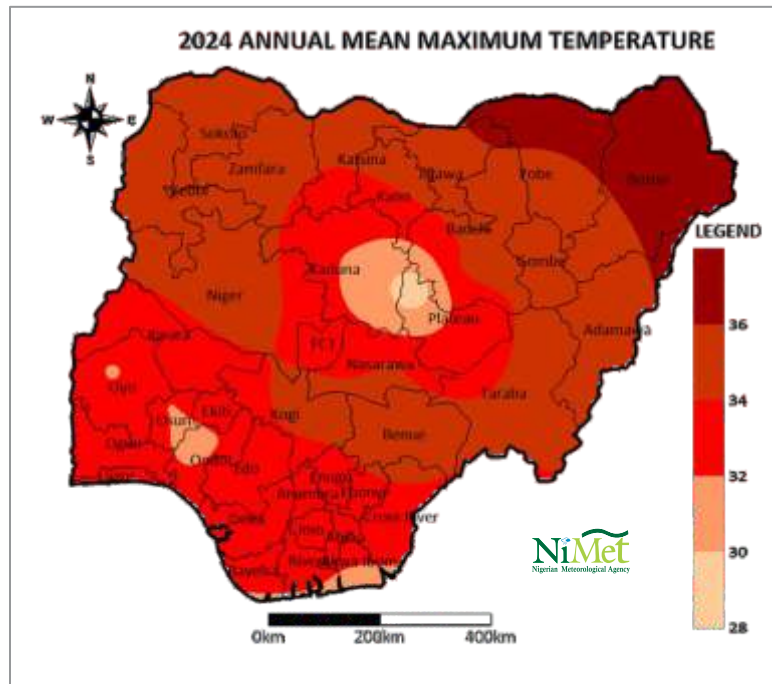 2024 ANNUAL MEAN MAXIMUM TEMPERATURE
N
W E
S
Sokoto
Zamfara
Katsina
Jigawa
Yobe
Borno
Kebbi
Kano
Bauchi
LEGEND
Kaduna
Gombe
Niger
Plateau
36
Adamawa
Kwara
FCT
Nasarawa
34
Oyo
Taraba
Osun
Ekiti
Kogi
Benue
Ogun
Ondo
Edo
32
Enugu
Anambra
Ebonyi
Delta
Imo
Abia
Cross River
NiMet
Nigerian Meteorological Agency
30
Bayelsa
Rivers
Akwa Ibom
28
0km 200km 400km